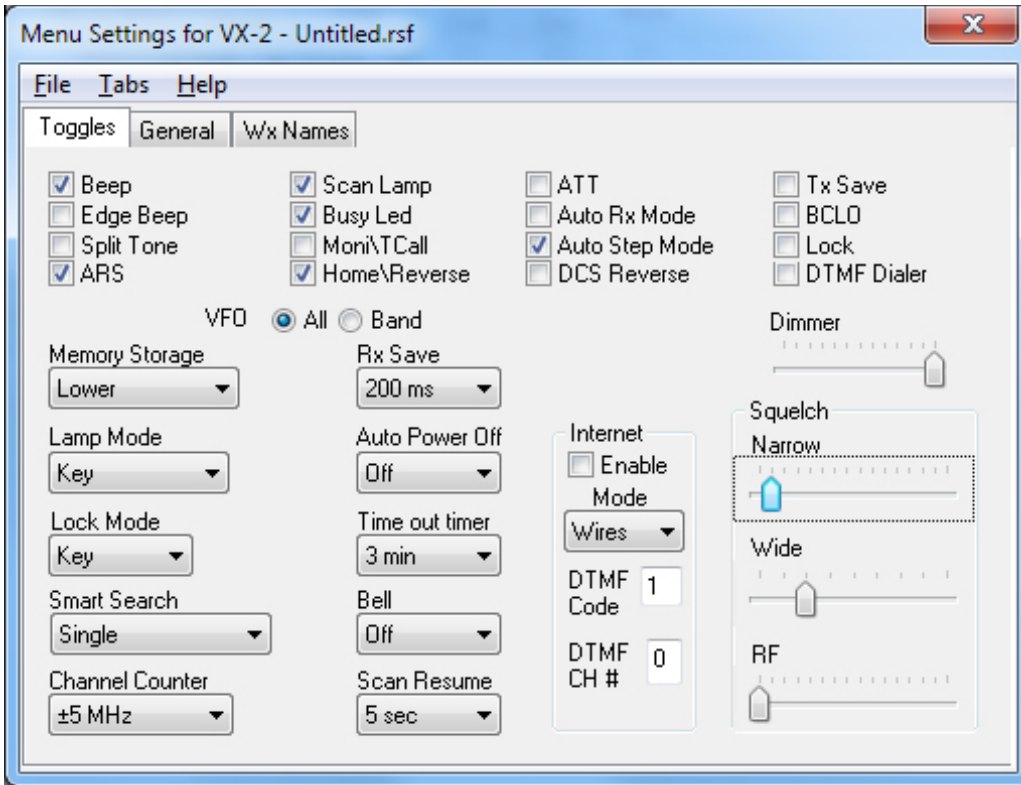 Menu Settings for VX-2 - Untitled.rsf
File Tabs Help
Toggles General Wx Names
Beep Scan Lamp ATT Tx Save
Edge Beep Busy Led Auto Rx Mode BCLO
Split Tone Moni\TCall Auto Step Mode Lock
ARS Home\Reverse DCS Reverse DTMF Dialer
VFO All Band
Dimmer
Memory Storage Rx Save
Lower 200 ms
Squelch
Lamp Mode Auto Power Off Internet Narrow
Key Off Enable
Mode
Lock Mode Time out timer Wires
Key 3 min Wide
DTMF 1
Code
Smart Search Bell
Single Off
DTMF 0
CH #
RF
Channel Counter Scan Resume
±5 MHz 5 sec